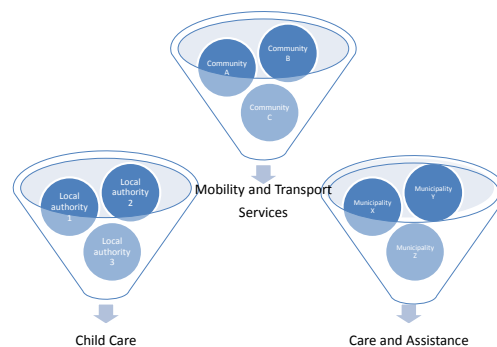 Community
A
Community
B
Community
C
Mobility and Transport
Services
Local
authority
1
Local
authority
2
Local
authority
3
Child Care
Municipality
X
Municipality
Y
Municipality
Z
Care and Assistance